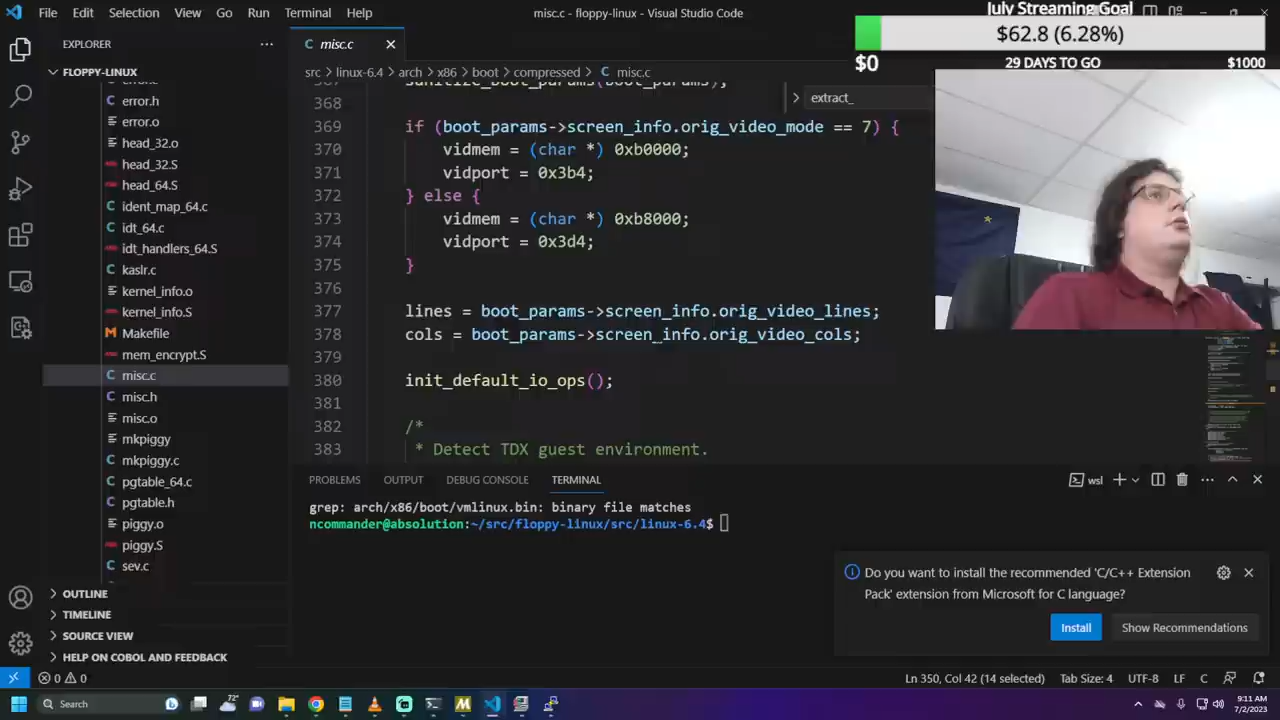 File Edit Selection View Go Run Terminal Help
misc.c - floppy-linux - Visual Studio Code
July Streaming Goal
$62.8 (6.28%)
$0 29 DAYS TO GO $1000
EXPLORER
FLOPPY-LINUX
error.c
error.h
error.o
head_32.o
head_32.S
head_64.S
ident_map_64.c
idt_64.c
idt_handlers_64.S
kaslr.c
kernel_info.o
kernel_info.S
Makefile
mem_encrypt.S
misc.c
misc.h
misc.o
mkpiggy
mkpiggy.c
pgtable_64.c
pgtable.h
piggy.o
piggy.S
sev.c
OUTLINE
TIMELINE
SOURCE VIEW
HELP ON COBOL AND FEEDBACK
C misc.c
src > linux-6.4 > arch > x86 > boot > compressed > C misc.c
extract_
367 sanitize_boot_params(boot_params);
368
369 if (boot_params->screen_info.orig_video_mode == 7) {
370 vidmem = (char *) 0xb0000;
371 vidport = 0x3b4;
372 } else {
373 vidmem = (char *) 0xb8000;
374 vidport = 0x3d4;
375 }
376
377 lines = boot_params->screen_info.orig_video_lines;
378 cols = boot_params->screen_info.orig_video_cols;
379
380 init_default_io_ops();
381
382 /*
383 * Detect TDX guest environment.
PROBLEMS OUTPUT DEBUG CONSOLE TERMINAL
wsl
grep: arch/x86/boot/vmlinux.bin: binary file matches
ncommander@absolution:~/src/floppy-linux/src/linux-6.4$
Do you want to install the recommended 'C/C++ Extension
Pack' extension from Microsoft for C language?
Install Show Recommendations
0 0
Ln 350, Col 42 (14 selected) Tab Size: 4 UTF-8 LF C
Search
72°
9:11 AM
7/2/2023